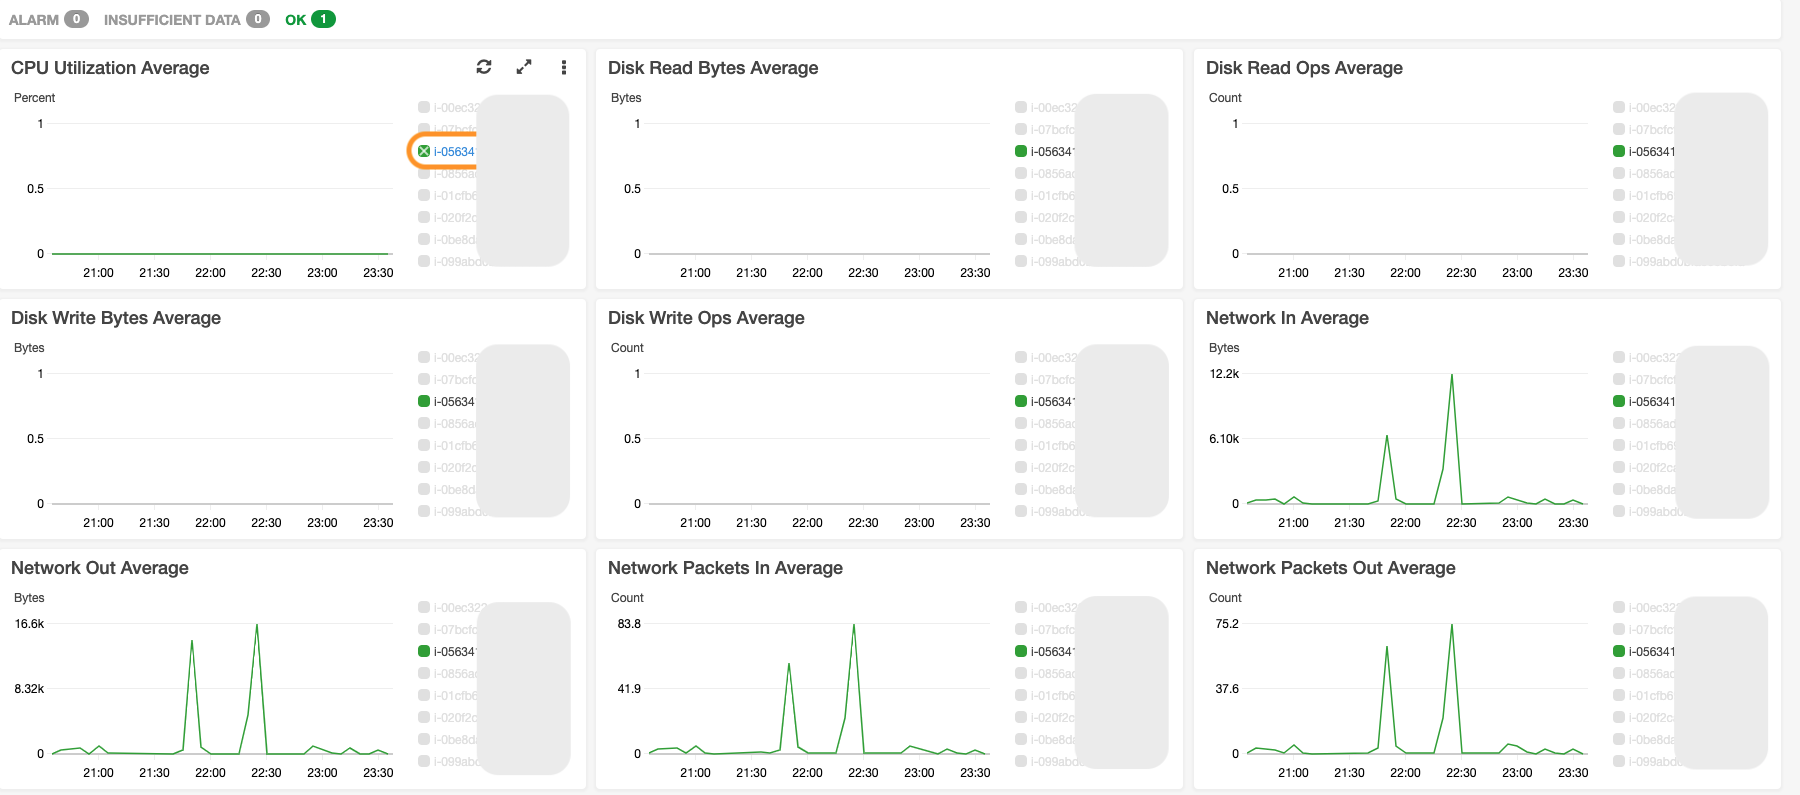 ALARM 0 INSUFFICIENT DATA 0 OK 1
CPU Utilization Average
Percent
1
0.5
0
21:00 21:30 22:00 22:30 23:00 23:30
i-00ec32
i-07bcfc
i-05634
i-0856a
i-01cfb6
i-020f2c
i-0be8d
i-099abd
Disk Read Bytes Average
Bytes
1
0.5
0
21:00 21:30 22:00 22:30 23:00 23:30
i-00ec32
i-07bcfc
i-05634
i-0856ac
i-01cfb6
i-020f2c
i-0be8da
i-099abd
Disk Read Ops Average
Count
1
0.5
0
21:00 21:30 22:00 22:30 23:00 23:30
i-00ec32
i-07bcfc
i-056341
i-0856ad
i-01cfb6
i-020f2c
i-0be8da
i-099abd
Disk Write Bytes Average
Bytes
1
0.5
0
21:00 21:30 22:00 22:30 23:00 23:30
i-00ec32
i-07bcfc
i-05634
i-0856a
i-01cfb6
i-020f2c
i-0be8d
i-099abd
Disk Write Ops Average
Count
1
0.5
0
21:00 21:30 22:00 22:30 23:00 23:30
i-00ec32
i-07bcfc
i-05634
i-0856ac
i-01cfb6
i-020f2c
i-0be8da
i-099abd
Network In Average
Bytes
12.2k
6.10k
0
21:00 21:30 22:00 22:30 23:00 23:30
i-00ec322
i-07bcfc
i-056341
i-0856ad
i-01cfb6
i-020f2c
i-0be8da
i-099abd
Network Out Average
Bytes
16.6k
8.32k
0
21:00 21:30 22:00 22:30 23:00 23:30
i-00ec322
i-07bcfc
i-05634
i-0856a
i-01cfb6
i-020f2c
i-0be8d
i-099abd
Network Packets In Average
Count
83.8
41.9
0
21:00 21:30 22:00 22:30 23:00 23:30
i-00ec32
i-07bcfc
i-05634
i-0856ac
i-01cfb6
i-020f2c
i-0be8da
i-099abd
Network Packets Out Average
Count
75.2
37.6
0
21:00 21:30 22:00 22:30 23:00 23:30
i-00ec32
i-07bcfc
i-056341
i-0856ad
i-01cfb6
i-020f2c
i-0be8da
i-099abd